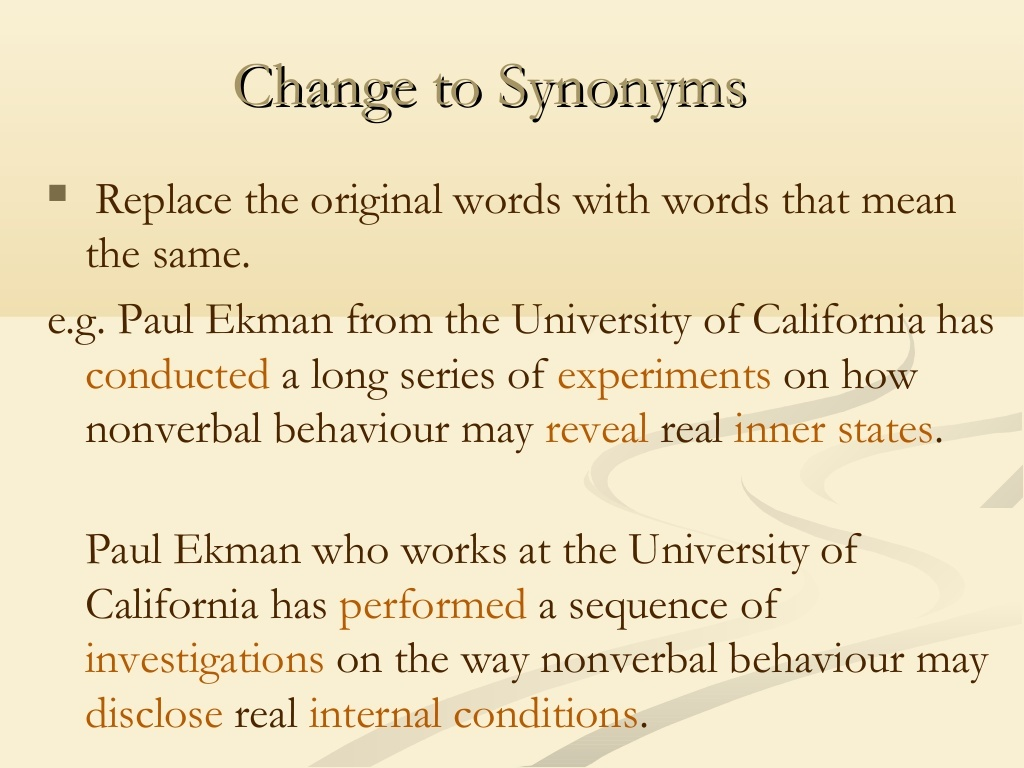 Change to Synonyms
■ Replace the original words with words that mean
the same.
e.g. Paul Ekman from the University of California has
conducted a long series of experiments on how
nonverbal behaviour may reveal real inner states.
Paul Ekman who works at the University of
California has performed a sequence of
investigations on the way nonverbal behaviour may
disclose real internal conditions.